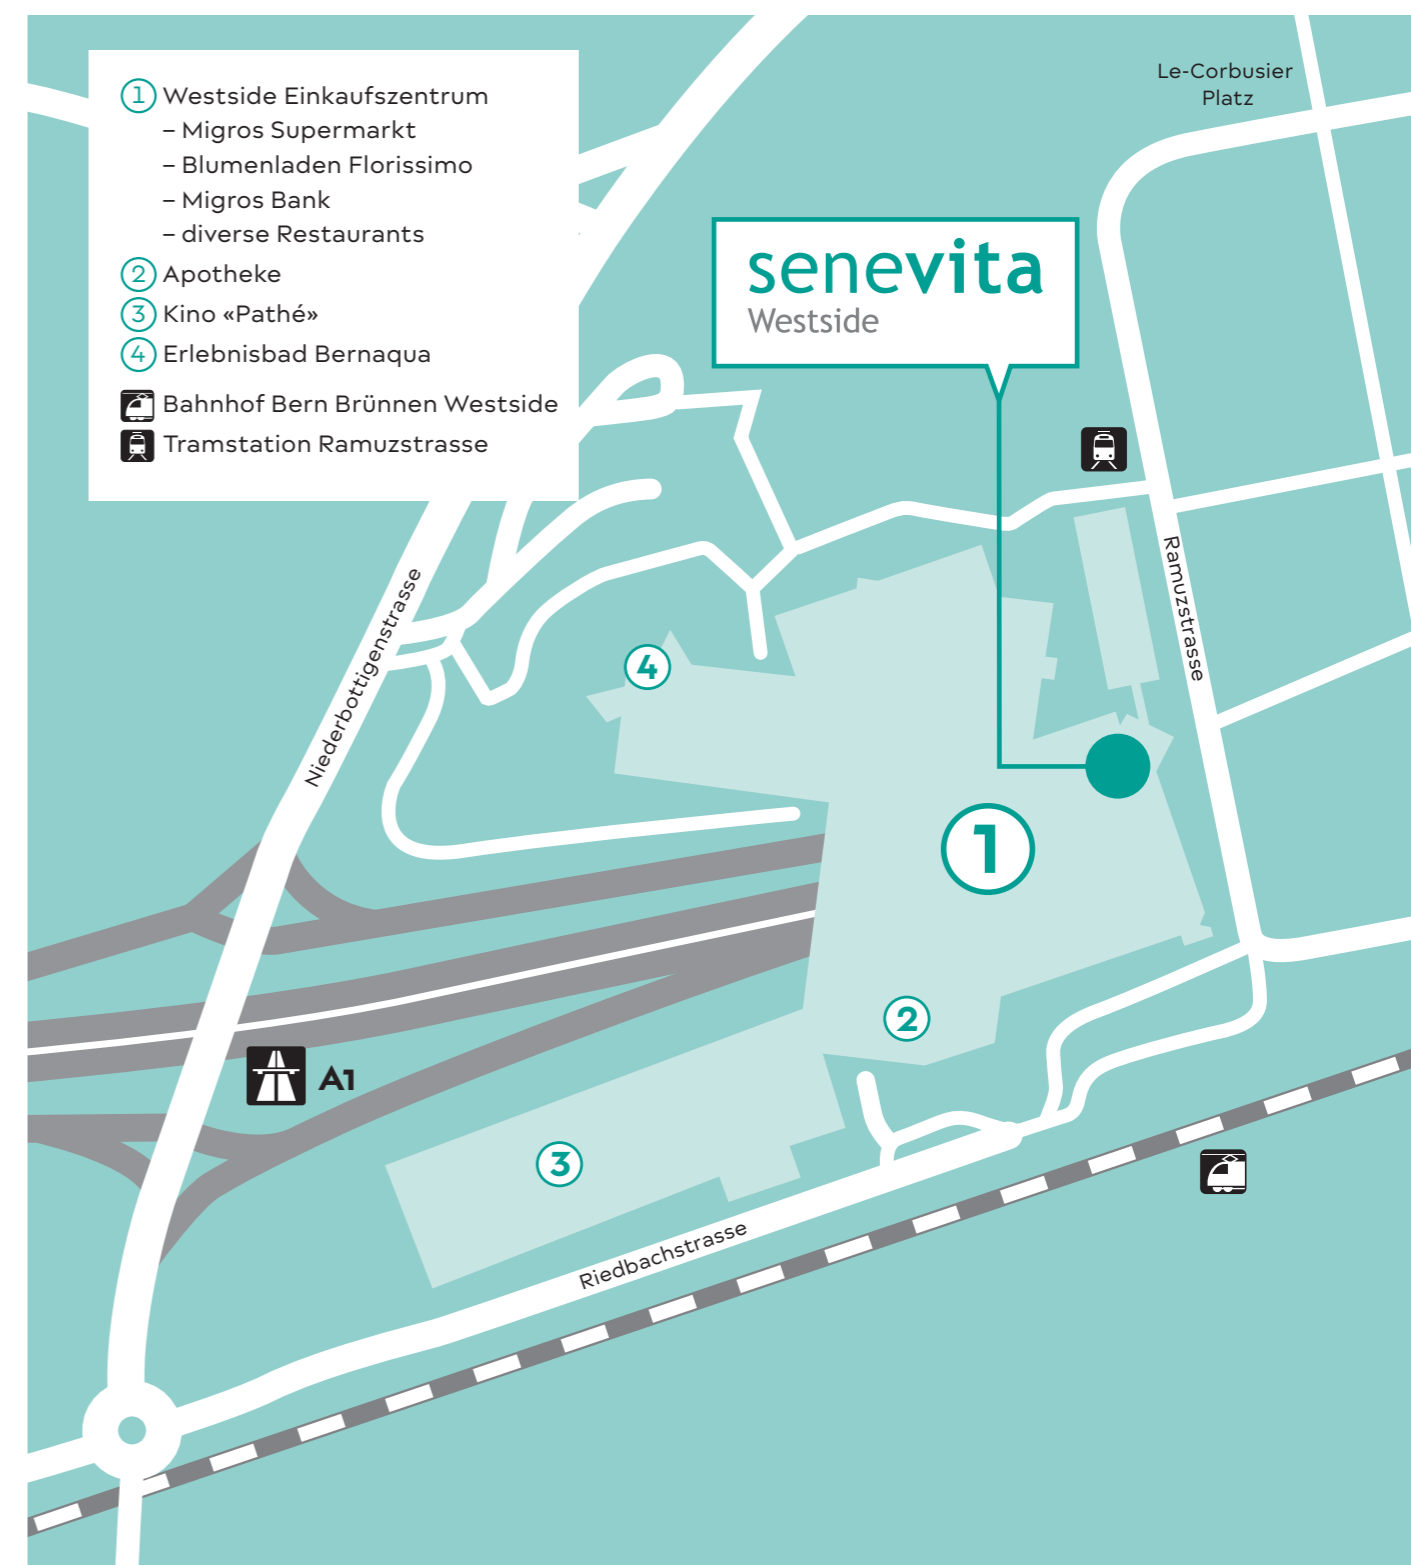 1 Westside Einkaufszentrum
– Migros Supermarkt
– Blumenladen Florissimo
– Migros Bank
– diverse Restaurants
2 Apotheke
3 Kino «Pathé»
4 Erlebnisbad Bernaqua
Bahnhof Bern Brünnen Westside
Tramstation Ramuzstrasse
Le-Corbusier
Platz
senevita
Westside
Ramuzstrasse
Niederbottigenstrasse
4
1
2
A1
3
Riedbachstrasse